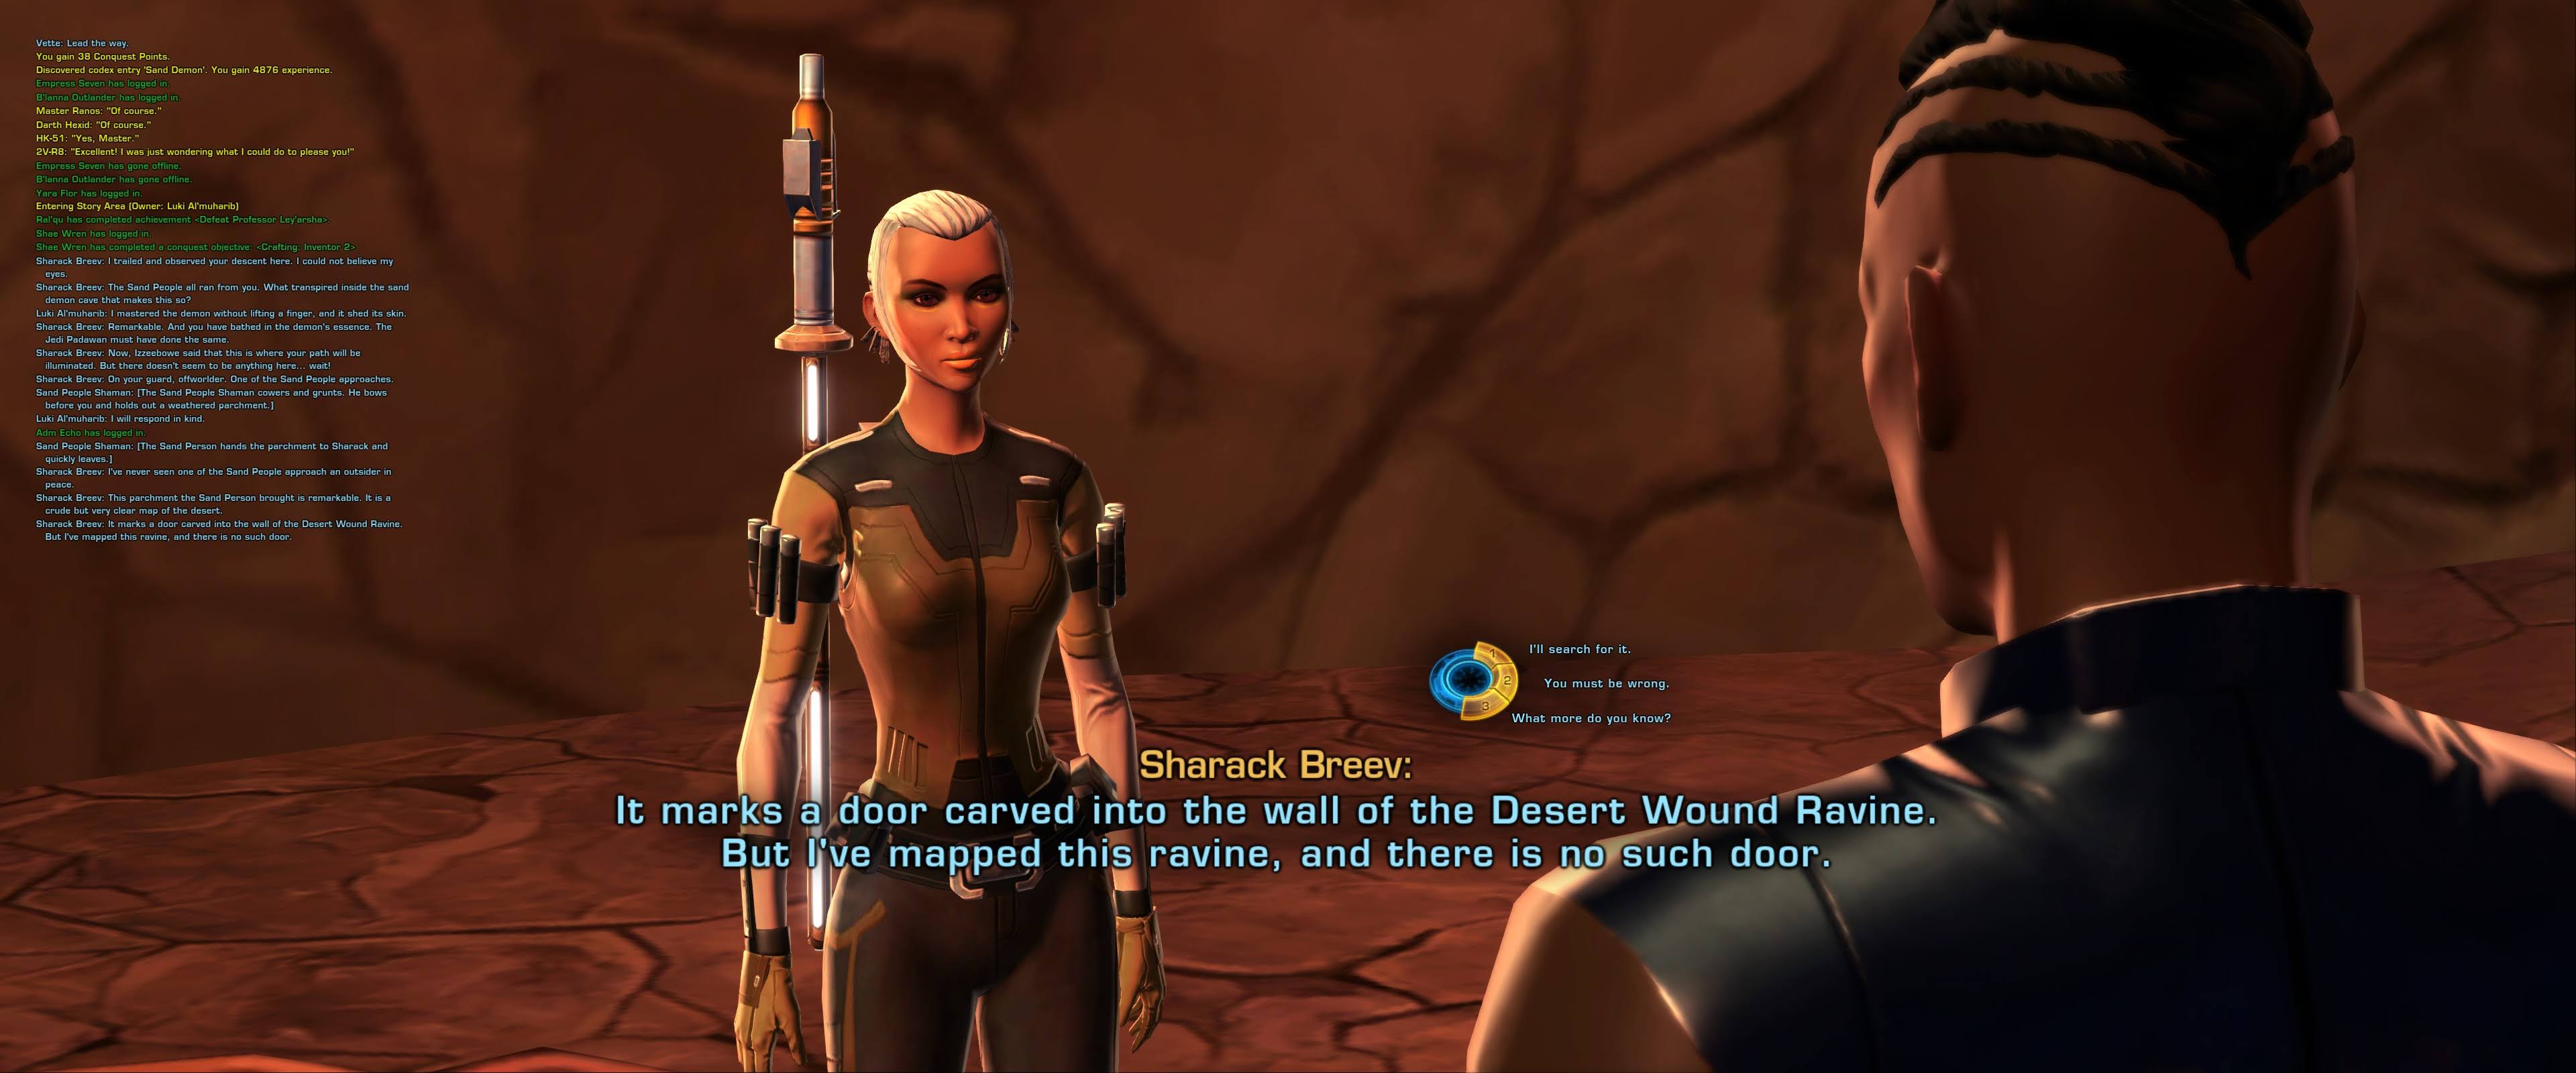 Vette: Lead the way.
You gain 38 Conquest Points.
Discovered codex entry 'Sand Demon'. You gain 4876 experience.
Empress Seven has logged in.
B'lanna Outlander has logged in.
Master Ranos: "Of course."
Darth Hexid: "Of course."
HK-51: "Yes, Master."
2V-R8: "Excellent! I was just wondering what I could do to please you!"
Empress Seven has gone offline.
B'lanna Outlander has gone offline.
Yara Flor has logged in.
Entering Story Area (Owner: Luki Al'muharib)
Ral'qu has completed achievement <Defeat Professor Ley'arsha>.
Shae Wren has logged in.
Shae Wren has completed a conquest objective: <Crafting: Inventor 2>
Sharack Breev: I trailed and observed your descent here. I could not believe my
eyes.
Sharack Breev: The Sand People all ran from you. What transpired inside the sand
demon cave that makes this so?
Luki Al'muharib: I mastered the demon without lifting a finger, and it shed its skin.
Sharack Breev: Remarkable. And you have bathed in the demon's essence. The
Jedi Padawan must have done the same.
Sharack Breev: Now, Izzeebowe said that this is where your path will be
illuminated. But there doesn't seem to be anything here... wait!
Sharack Breev: On your guard, offworlder. One of the Sand People approaches.
Sand People Shaman: [The Sand People Shaman cowers and grunts. He bows
before you and holds out a weathered parchment.]
Luki Al'muharib: I will respond in kind.
Adm Echo has logged in.
Sand People Shaman: [The Sand Person hands the parchment to Sharack and
quickly leaves.]
Sharack Breev: I've never seen one of the Sand People approach an outsider in
peace.
Sharack Breev: This parchment the Sand Person brought is remarkable. It is a
crude but very clear map of the desert.
Sharack Breev: It marks a door carved into the wall of the Desert Wound Ravine.
But I've mapped this ravine, and there is no such door.
1 I'll search for it.
2 You must be wrong.
3 What more do you know?
Sharack Breev:
It marks a door carved into the wall of the Desert Wound Ravine.
But I've mapped this ravine, and there is no such door.